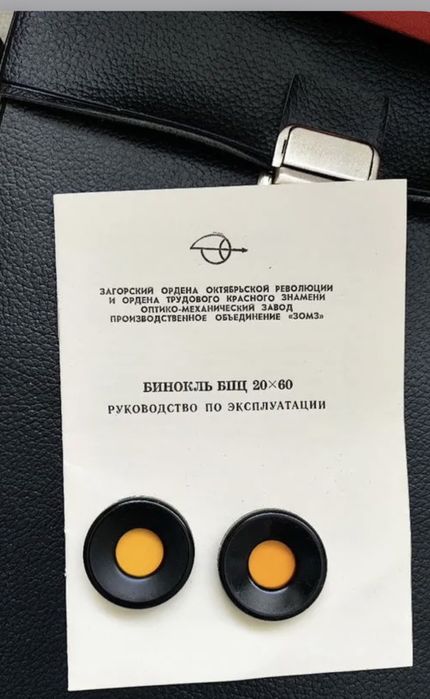 ЗАГОРСКИЙ ОРДЕНА ОКТЯБРЬСКОЙ РЕВОЛЮЦИИ
И ОРДЕНА ТРУДОВОГО КРАСНОГО ЗНАМЕНИ
ОПТИКО-МЕХАНИЧЕСКИЙ ЗАВОД
ПРОИЗВОДСТВЕННОЕ ОБЪЕДИНЕНИЕ «ЗОМЗ»
БИНОКЛЬ БПЦ 20×60
РУКОВОДСТВО ПО ЭКСПЛУАТАЦИИ